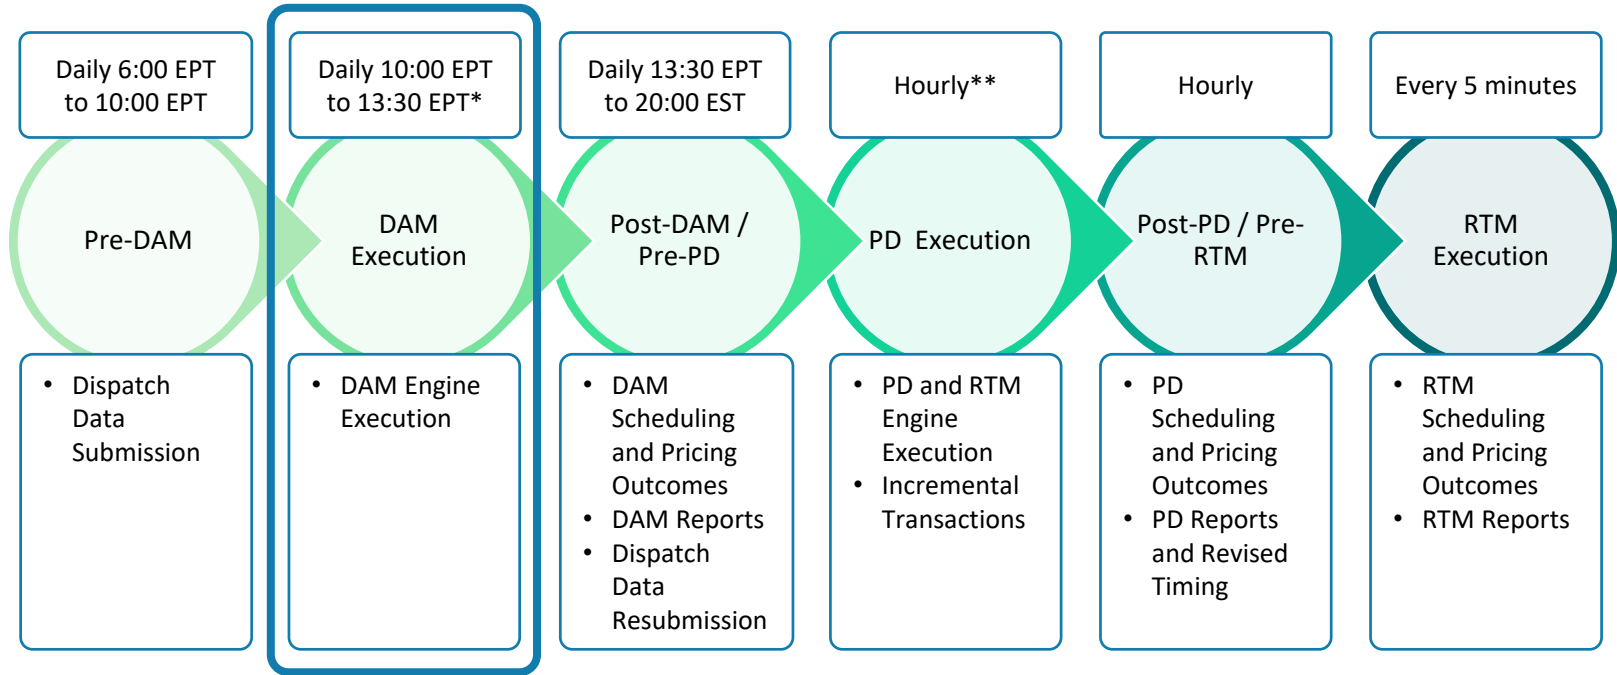 Daily 6:00 EPT
to 10:00 EPT
Daily 10:00 EPT
to 13:30 EPT*
Daily 13:30 EPT
to 20:00 EST
Hourly**
Hourly
Every 5 minutes
Pre-DAM
DAM
Execution
Post-DAM /
Pre-PD
PD Execution
Post-PD / Pre-
RTM
RTM
Execution
• Dispatch
Data
Submission
• DAM Engine
Execution
• DAM
Scheduling
and Pricing
Outcomes
• DAM Reports
• Dispatch
Data
Resubmission
• PD and RTM
Engine
Execution
• Incremental
Transactions
• PD
Scheduling
and Pricing
Outcomes
• PD Reports
and Revised
Timing
• RTM
Scheduling
and Pricing
Outcomes
• RTM Reports